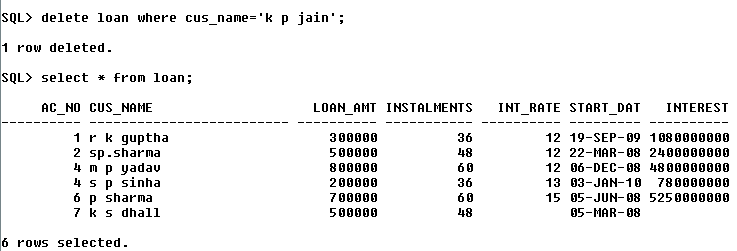 SQL> delete loan where cus_name='k p jain';
1 row deleted.
SQL> select * from loan;
AC_NO CUS_NAME LOAN_AMT INSTALMENTS INT_RATE START_DAT INTEREST
---------- ------------------------------ ---------- ----------- ---------- --------- ----------
1 r k guptha 300000 36 12 19-SEP-09 1080000000
2 sp.sharma 500000 48 12 22-MAR-08 2400000000
4 m p yadav 800000 60 12 06-DEC-08 4800000000
4 s p sinha 200000 36 13 03-JAN-10 780000000
6 p sharma 700000 60 15 05-JUN-08 5250000000
7 k s dhall 500000 48 05-MAR-08
6 rows selected.